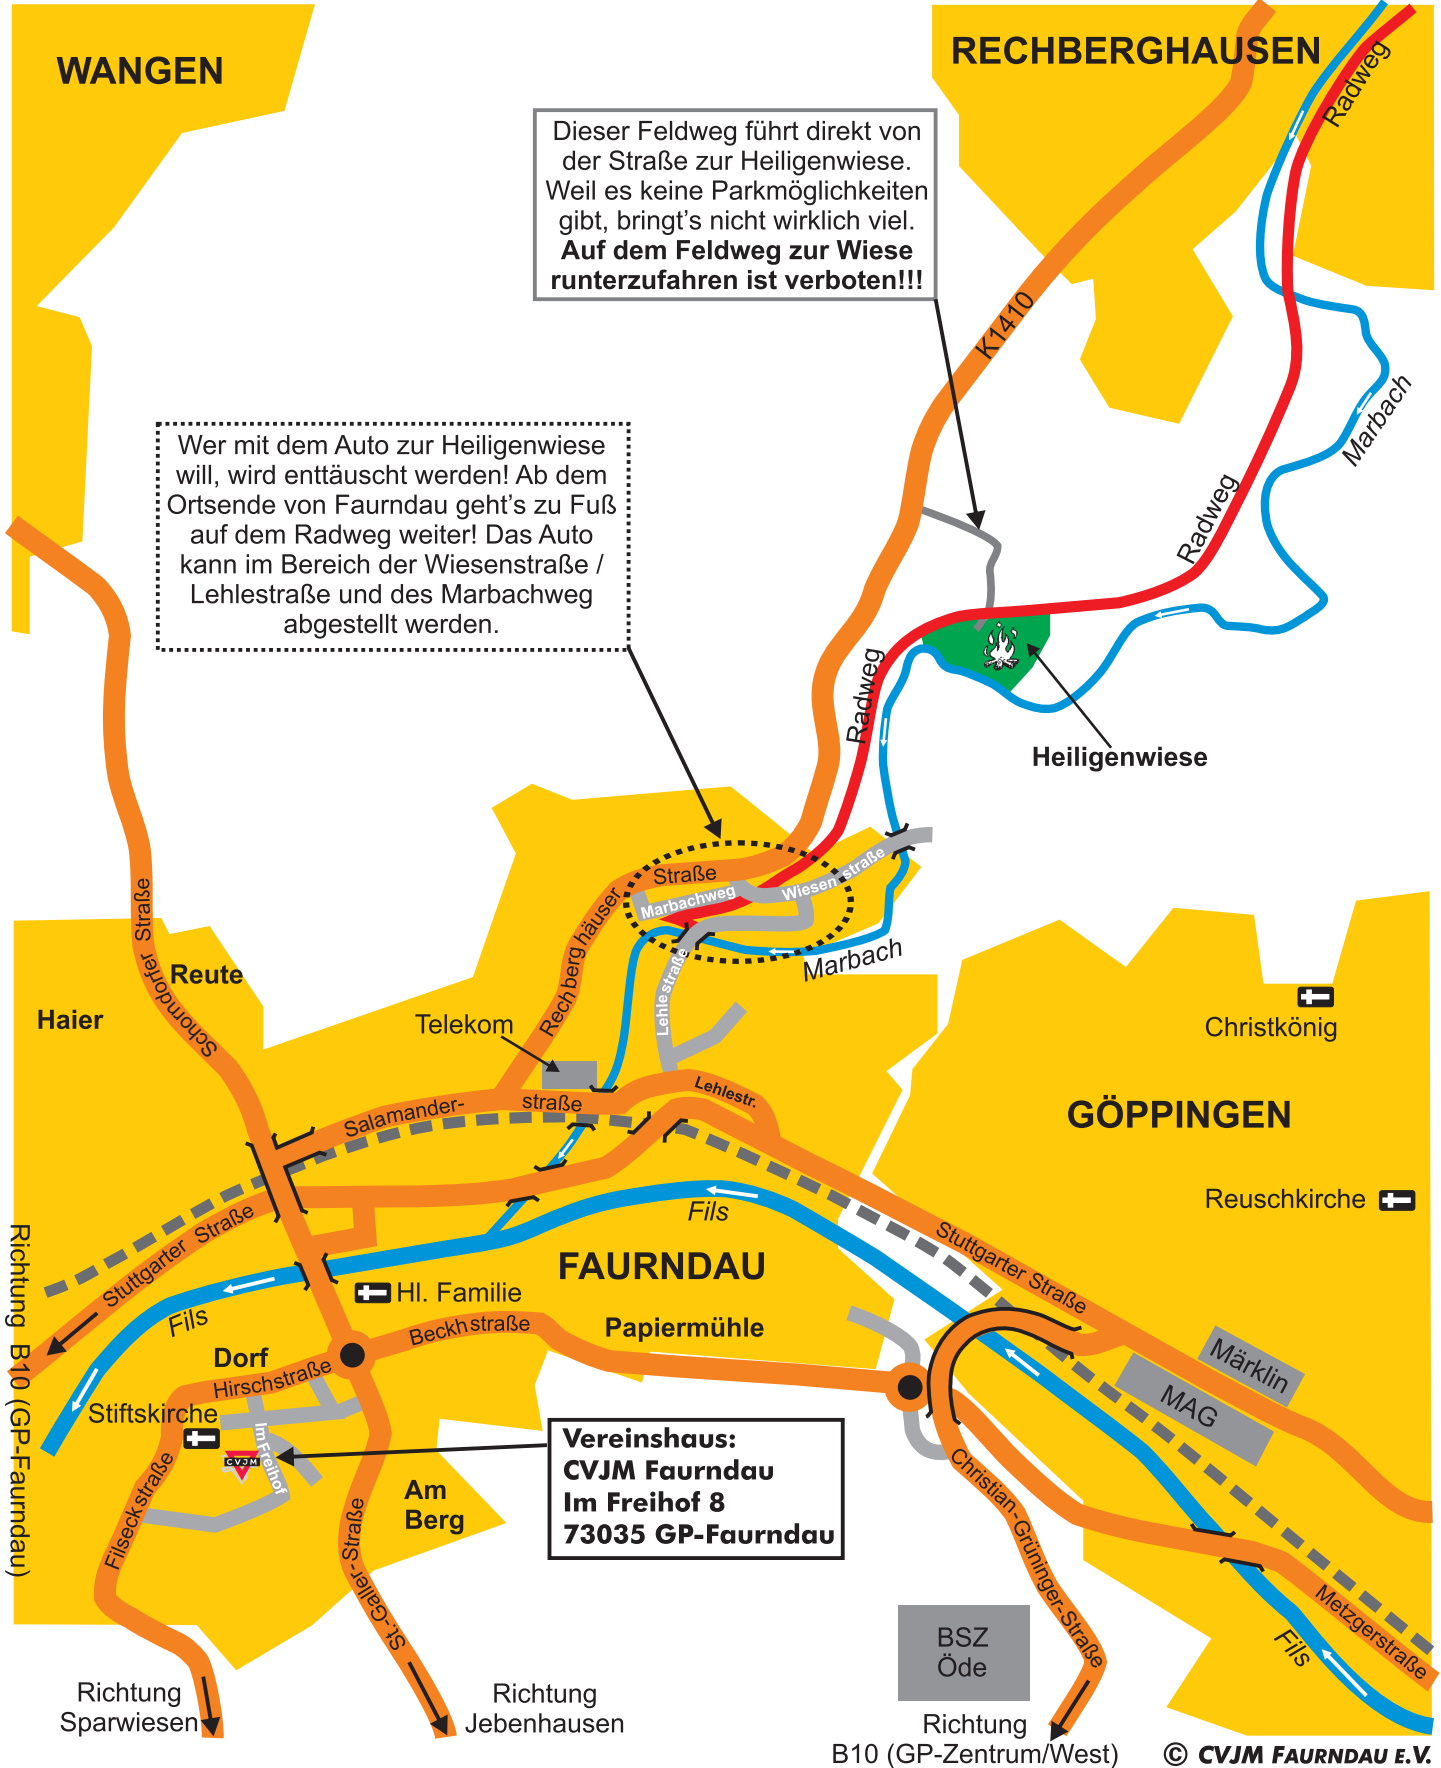 WANGEN
RECHBERGHAUSEN
Radweg
Dieser Feldweg führt direkt von
der Straße zur Heiligenwiese.
Weil es keine Parkmöglichkeiten
gibt, bringt's nicht wirklich viel.
Auf dem Feldweg zur Wiese
runterzufahren ist verboten!!!
K1410
Marbach
Wer mit dem Auto zur Heiligenwiese
will, wird enttäuscht werden! Ab dem
Ortsende von Faurndau geht's zu Fuß
auf dem Radweg weiter! Das Auto
kann im Bereich der Wiesenstraße /
Lehlestraße und des Marbachweg
abgestellt werden.
Radweg
Radweg
Heiligenwiese
Rechberghäuser Straße
Marbachweg
Wiesenstraße
Marbach
Lehlestraße
Schorndorfer Straße
Reute
Haier
Telekom
Christkönig
GÖPPINGEN
Salamander-
straße
Lehlestr.
Reuschkirche
Stuttgarter Straße
Fils
Stuttgarter Straße
FAURNDAU
Richtung B10 (GP-Faurndau)
Hl. Familie
Fils
Beckhstraße
Papiermühle
Dorf
Hirschstraße
Märklin
MAG
Stiftskirche
Im Freihof
CVJM
Vereinshaus:
CVJM Faurndau
Im Freihof 8
73035 GP-Faurndau
Am
Berg
Filseckstraße
St.-Galler-Straße
Christian-Grüninger-Straße
Metzgerstraße
Fils
BSZ
Öde
Richtung
Sparwiesen
Richtung
Jebenhausen
Richtung
B10 (GP-Zentrum/West)
© CVJM FAURNDAU E.V.